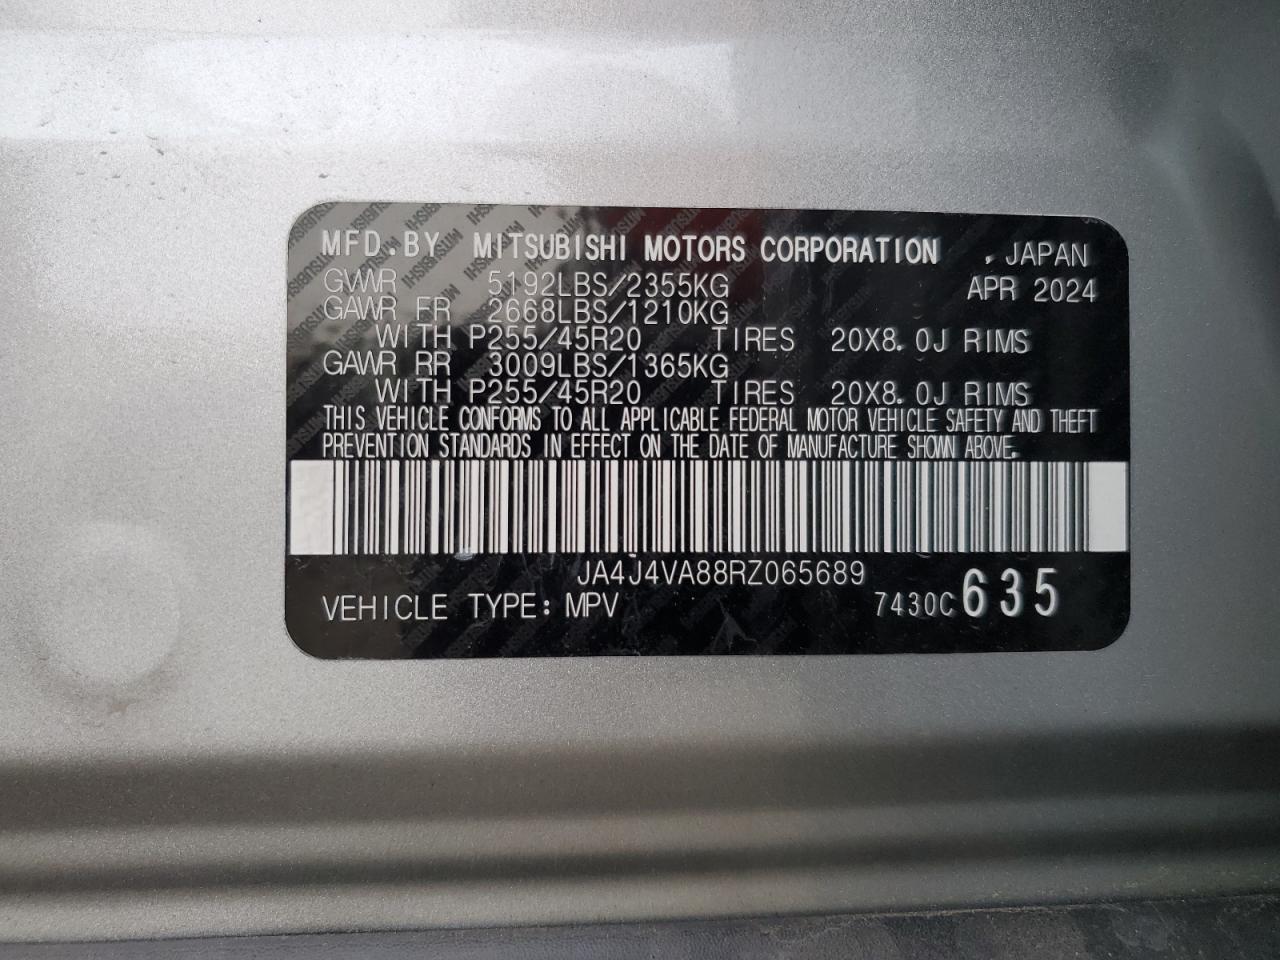 MFD.BY MITSUBISHI MOTORS CORPORATION , JAPAN
GVWR 5192LBS/2355KG APR 2024
GAWR FR 2668LBS/1210KG
WITH P255/45R20 TIRES 20X8.0J RIMS
GAWR RR 3009LBS/1365KG
WITH P255/45R20 TIRES 20X8.0J RIMS
THIS VEHICLE CONFORMS TO ALL APPLICABLE FEDERAL MOTOR VEHICLE SAFETY AND THEFT
PREVENTION STANDARDS IN EFFECT ON THE DATE OF MANUFACTURE SHOWN ABOVE.
JA4J4VA88RZ065689
VEHICLE TYPE: MPV 7430C635